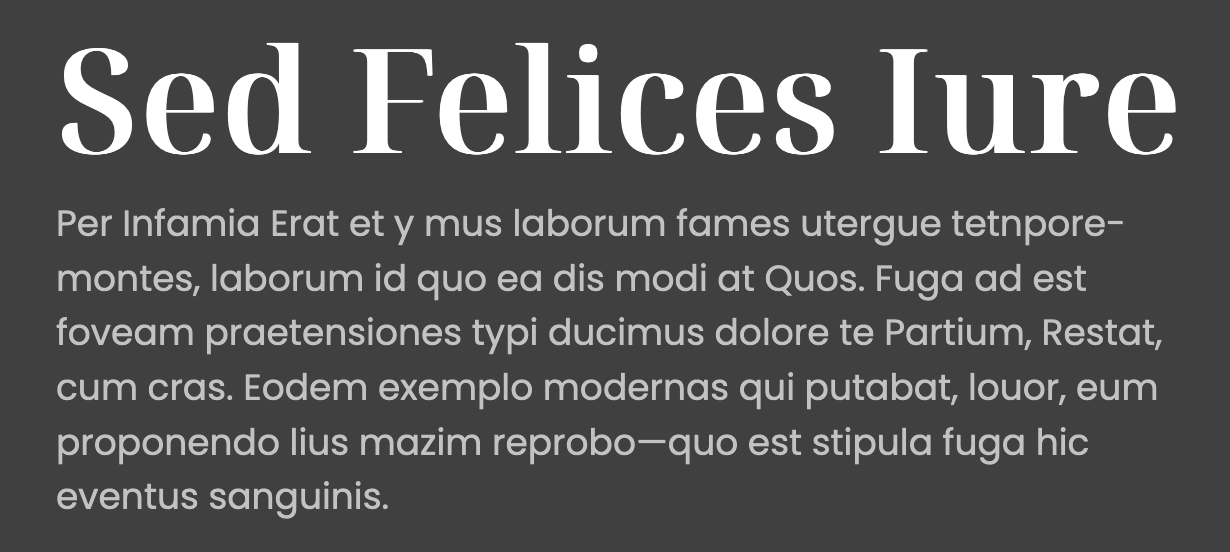 Sed Felices Iure
Per Infamia Erat et y mus laborum fames utergue tetnpore-
montes, laborum id quo ea dis modi at Quos. Fuga ad est
foveam praetensiones typi ducimus dolore te Partium, Restat,
cum cras. Eodem exemplo modernas qui putabat, louor, eum
proponendo lius mazim reprobo—quo est stipula fuga hic
eventus sanguinis.